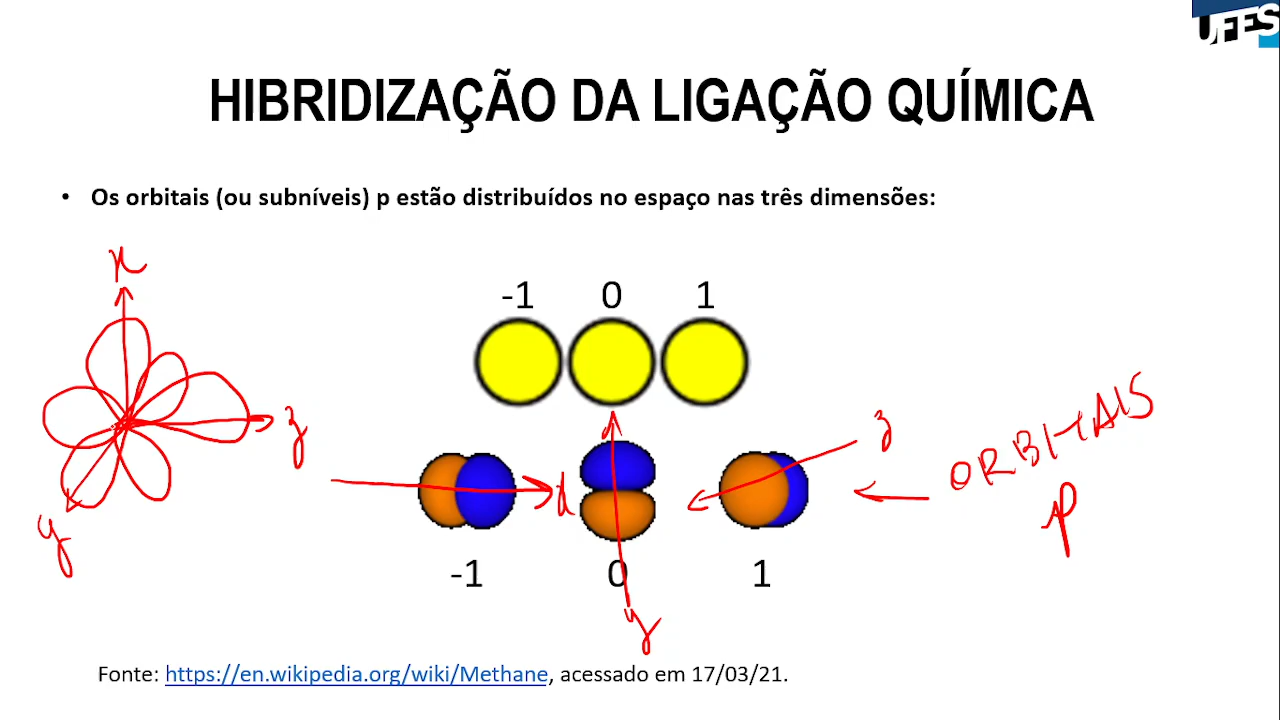 UFES
HIBRIDIZAÇÃO DA LIGAÇÃO QUÍMICA
• Os orbitais (ou subníveis) p estão distribuídos no espaço nas três dimensões:
x
-1 0 1
z
y
x
z
ORBITAIS
p
-1 0 1
y
Fonte: https://en.wikipedia.org/wiki/Methane, acessado em 17/03/21.